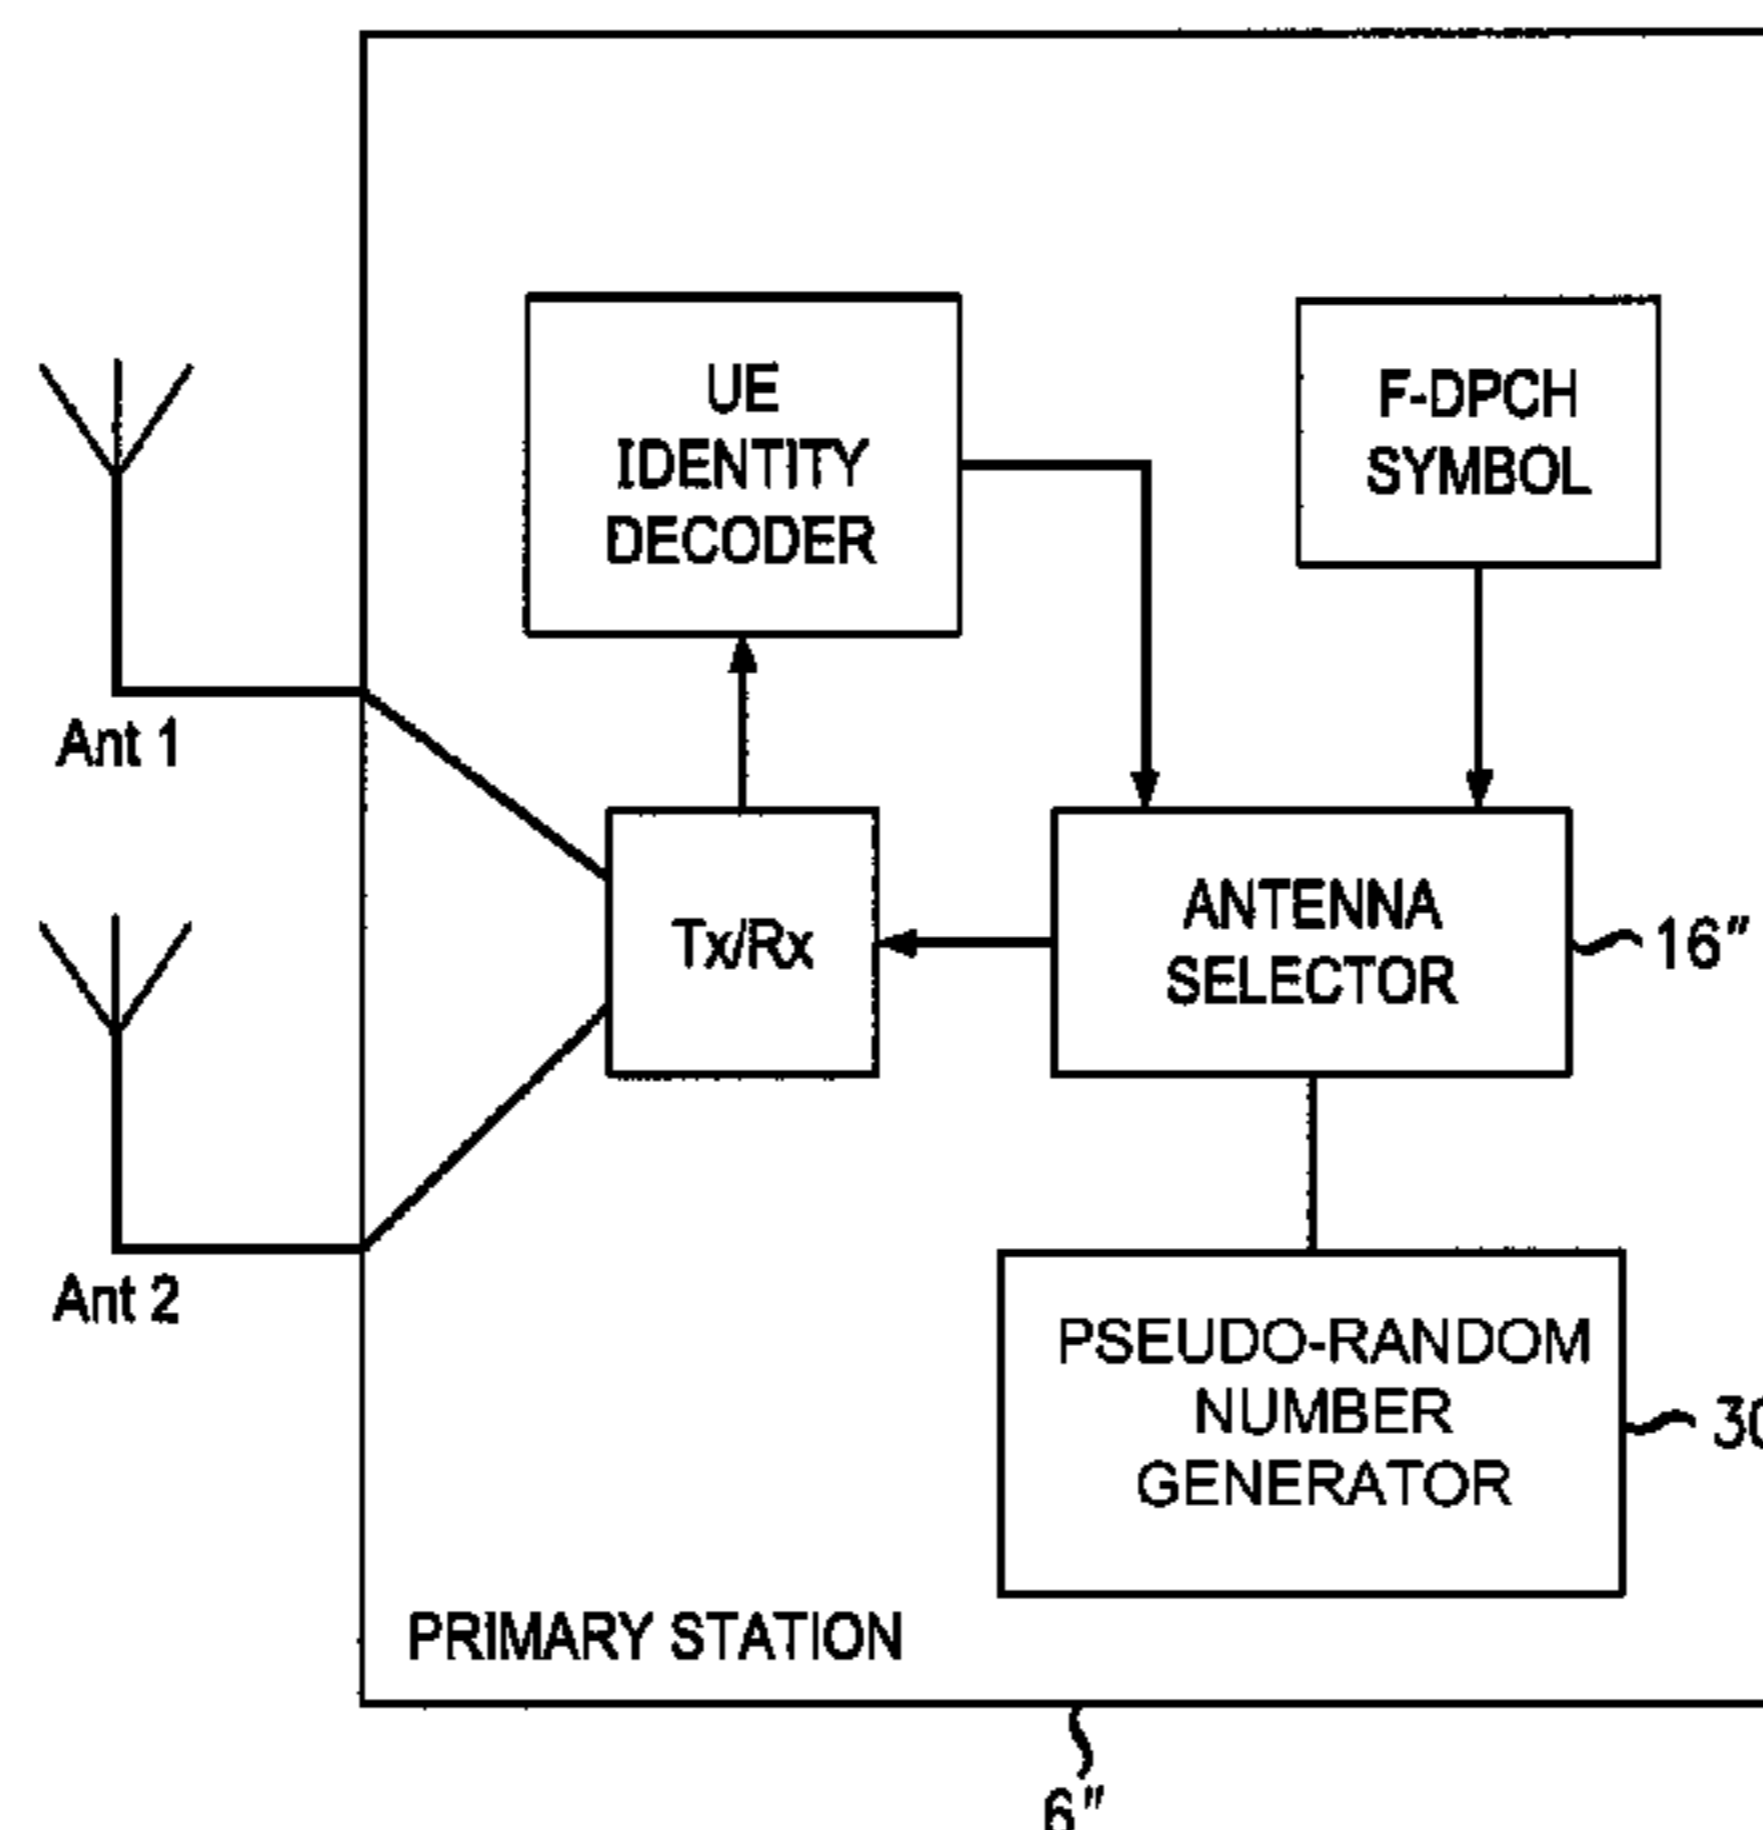 UE
IDENTITY
DECODER
F-DPCH
SYMBOL
Ant 1
Tx/Rx
ANTENNA
SELECTOR
16"
Ant 2
PSEUDO-RANDOM
NUMBER
GENERATOR
30
PRIMARY STATION
6"